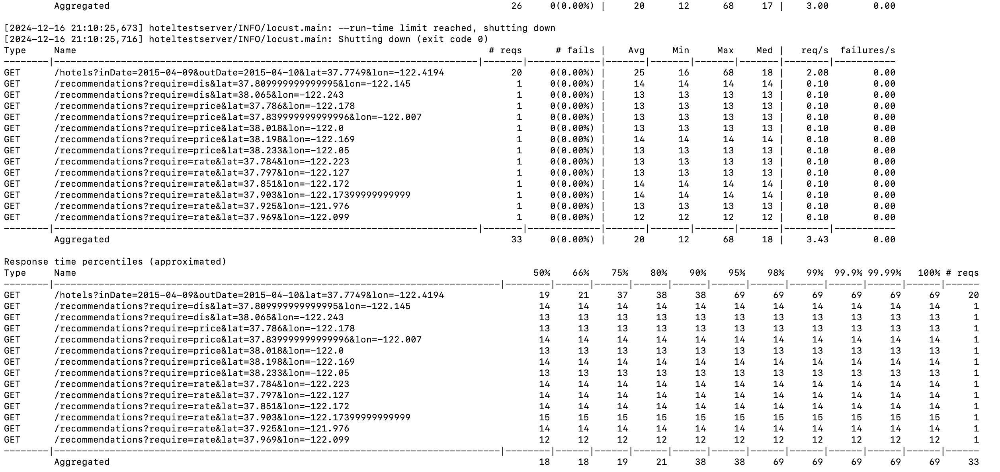 Aggregated 26 0(0.00%) | 20 12 68 17 | 3.00 0.00
[2024-12-16 21:10:25,673] hoteltestserver/INFO/locust.main: --run-time limit reached, shutting down
[2024-12-16 21:10:25,716] hoteltestserver/INFO/locust.main: Shutting down (exit code 0)
Type Name # reqs # fails | Avg Min Max Med | req/s failures/s
--------|----------------------------------------------------------------------------|-------|-------------|-------|-------|-------|-------|--------|-----------
GET /hotels?inDate=2015-04-09&outDate=2015-04-10&lat=37.7749&lon=-122.4194 20 0(0.00%) | 25 16 68 18 | 2.08 0.00
GET /recommendations?require=dis&lat=37.809999999999995&lon=-122.145 1 0(0.00%) | 14 14 14 14 | 0.10 0.00
GET /recommendations?require=dis&lat=38.065&lon=-122.243 1 0(0.00%) | 13 13 13 13 | 0.10 0.00
GET /recommendations?require=price&lat=37.786&lon=-122.178 1 0(0.00%) | 13 13 13 13 | 0.10 0.00
GET /recommendations?require=price&lat=37.839999999999996&lon=-122.007 1 0(0.00%) | 13 13 13 13 | 0.10 0.00
GET /recommendations?require=price&lat=38.018&lon=-122.0 1 0(0.00%) | 13 13 13 13 | 0.10 0.00
GET /recommendations?require=price&lat=38.198&lon=-122.169 1 0(0.00%) | 14 14 14 14 | 0.10 0.00
GET /recommendations?require=price&lat=38.233&lon=-122.05 1 0(0.00%) | 13 13 13 13 | 0.10 0.00
GET /recommendations?require=rate&lat=37.784&lon=-122.223 1 0(0.00%) | 13 13 13 13 | 0.10 0.00
GET /recommendations?require=rate&lat=37.797&lon=-122.127 1 0(0.00%) | 13 13 13 13 | 0.10 0.00
GET /recommendations?require=rate&lat=37.851&lon=-122.172 1 0(0.00%) | 14 14 14 14 | 0.10 0.00
GET /recommendations?require=rate&lat=37.903&lon=-122.17399999999999 1 0(0.00%) | 14 14 14 14 | 0.10 0.00
GET /recommendations?require=rate&lat=37.925&lon=-121.976 1 0(0.00%) | 13 13 13 13 | 0.10 0.00
GET /recommendations?require=rate&lat=37.969&lon=-122.099 1 0(0.00%) | 12 12 12 12 | 0.10 0.00
--------|----------------------------------------------------------------------------|-------|-------------|-------|-------|-------|-------|--------|-----------
Aggregated 33 0(0.00%) | 20 12 68 18 | 3.43 0.00
Response time percentiles (approximated)
Type Name 50% 66% 75% 80% 90% 95% 98% 99% 99.9% 99.99% 100% # reqs
--------|--------------------------------------------------------------------------------|--------|------|------|------|------|------|------|------|------|------|------|------
GET /hotels?inDate=2015-04-09&outDate=2015-04-10&lat=37.7749&lon=-122.4194 19 21 37 38 38 69 69 69 69 69 69 20
GET /recommendations?require=dis&lat=37.809999999999995&lon=-122.145 14 14 14 14 14 14 14 14 14 14 14 1
GET /recommendations?require=dis&lat=38.065&lon=-122.243 13 13 13 13 13 13 13 13 13 13 13 1
GET /recommendations?require=price&lat=37.786&lon=-122.178 13 13 13 13 13 13 13 13 13 13 13 1
GET /recommendations?require=price&lat=37.839999999999996&lon=-122.007 14 14 14 14 14 14 14 14 14 14 14 1
GET /recommendations?require=price&lat=38.018&lon=-122.0 13 13 13 13 13 13 13 13 13 13 13 1
GET /recommendations?require=price&lat=38.198&lon=-122.169 14 14 14 14 14 14 14 14 14 14 14 1
GET /recommendations?require=price&lat=38.233&lon=-122.05 13 13 13 13 13 13 13 13 13 13 13 1
GET /recommendations?require=rate&lat=37.784&lon=-122.223 14 14 14 14 14 14 14 14 14 14 14 1
GET /recommendations?require=rate&lat=37.797&lon=-122.127 14 14 14 14 14 14 14 14 14 14 14 1
GET /recommendations?require=rate&lat=37.851&lon=-122.172 14 14 14 14 14 14 14 14 14 14 14 1
GET /recommendations?require=rate&lat=37.903&lon=-122.17399999999999 15 15 15 15 15 15 15 15 15 15 15 1
GET /recommendations?require=rate&lat=37.925&lon=-121.976 14 14 14 14 14 14 14 14 14 14 14 1
GET /recommendations?require=rate&lat=37.969&lon=-122.099 12 12 12 12 12 12 12 12 12 12 12 1
--------|--------------------------------------------------------------------------------|--------|------|------|------|------|------|------|------|------|------|------|------
Aggregated 18 18 19 21 38 38 69 69 69 69 69 33